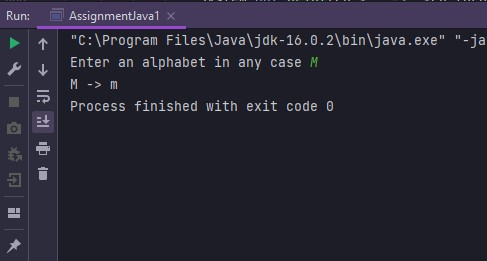 Run: AssignmentJava1
"C:\Program Files\Java\jdk-16.0.2\bin\java.exe" "-ja
Enter an alphabet in any case M
M -> m
Process finished with exit code 0